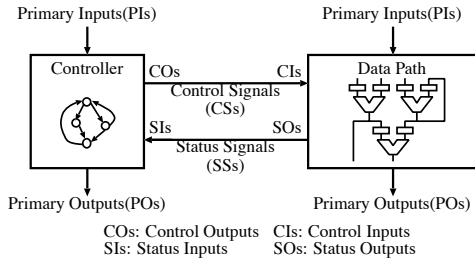 Primary Inputs(PIs)
Primary Inputs(PIs)
Controller
COs
CIs
Data Path
Control Signals
(CSs)
SIs
SOs
Status Signals
(SSs)
Primary Outputs(POs)
Primary Outputs(POs)
COs: Control Outputs
CIs: Control Inputs
SIs: Status Inputs
SOs: Status Outputs